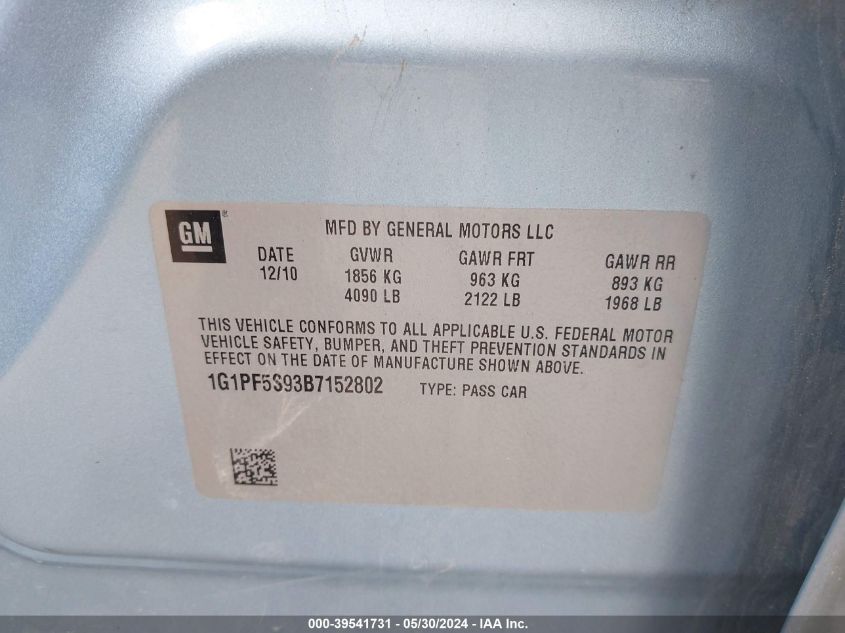 GM ®
MFD BY GENERAL MOTORS LLC
DATE GVWR GAWR FRT GAWR RR
12/10 1856 KG 963 KG 893 KG
4090 LB 2122 LB 1968 LB
THIS VEHICLE CONFORMS TO ALL APPLICABLE U.S. FEDERAL MOTOR
VEHICLE SAFETY, BUMPER, AND THEFT PREVENTION STANDARDS IN
EFFECT ON THE DATE OF MANUFACTURE SHOWN ABOVE.
1G1PF5S93B7152802 TYPE: PASS CAR
000-39541731 - 05/30/2024 - IAA Inc.